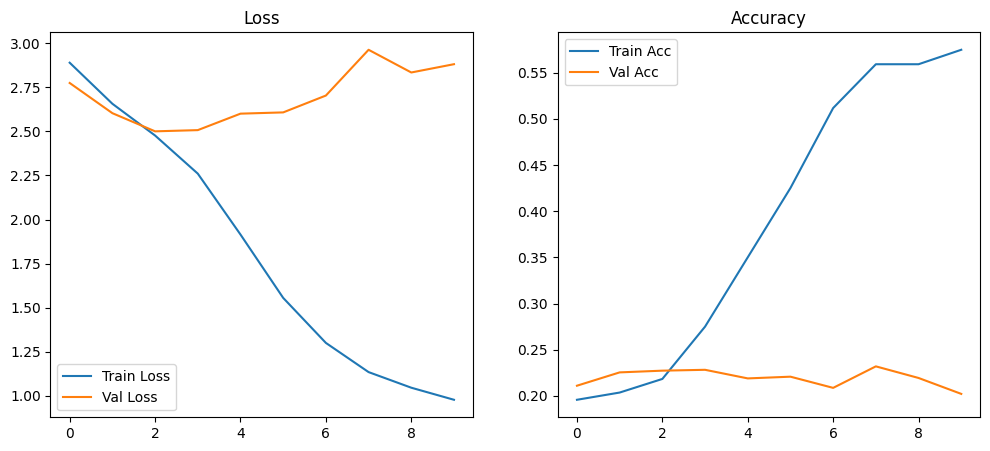 Loss
3.00
2.75
2.50
2.25
2.00
1.75
1.50
1.25
1.00
Train Loss
Val Loss
0 2 4 6 8
Accuracy
Train Acc
Val Acc
0.55
0.50
0.45
0.40
0.35
0.30
0.25
0.20
0 2 4 6 8